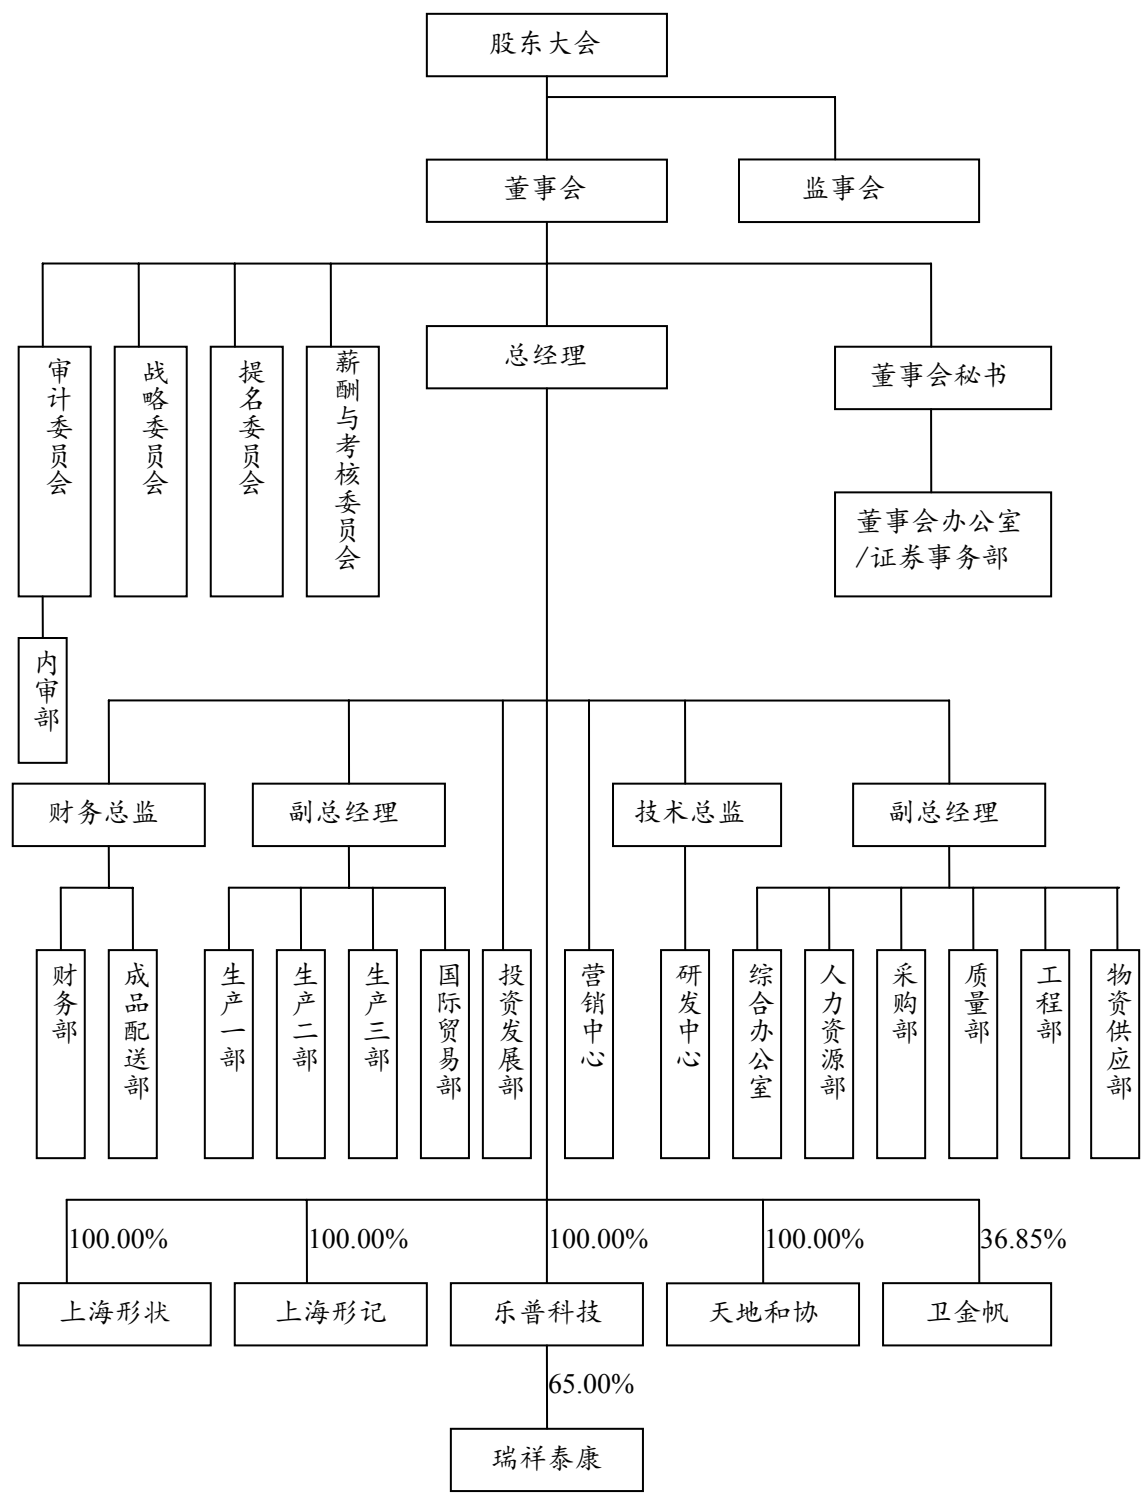 股东大会
董事会
监事会
总经理
董事会秘书
审计委员会
战略委员会
提名委员会
薪酬与考核委员会
董事会办公室
/证券事务部
内审部
财务总监
副总经理
技术总监
副总经理
财务部
成品配送部
生产一部
生产二部
生产三部
国际贸易部
投资发展部
营销中心
研发中心
综合办公室
人力资源部
采购部
质量部
工程部
物资供应部
100.00%
100.00%
100.00%
100.00%
36.85%
上海形状
上海形记
乐普科技
天地和协
卫金帆
65.00%
瑞祥泰康